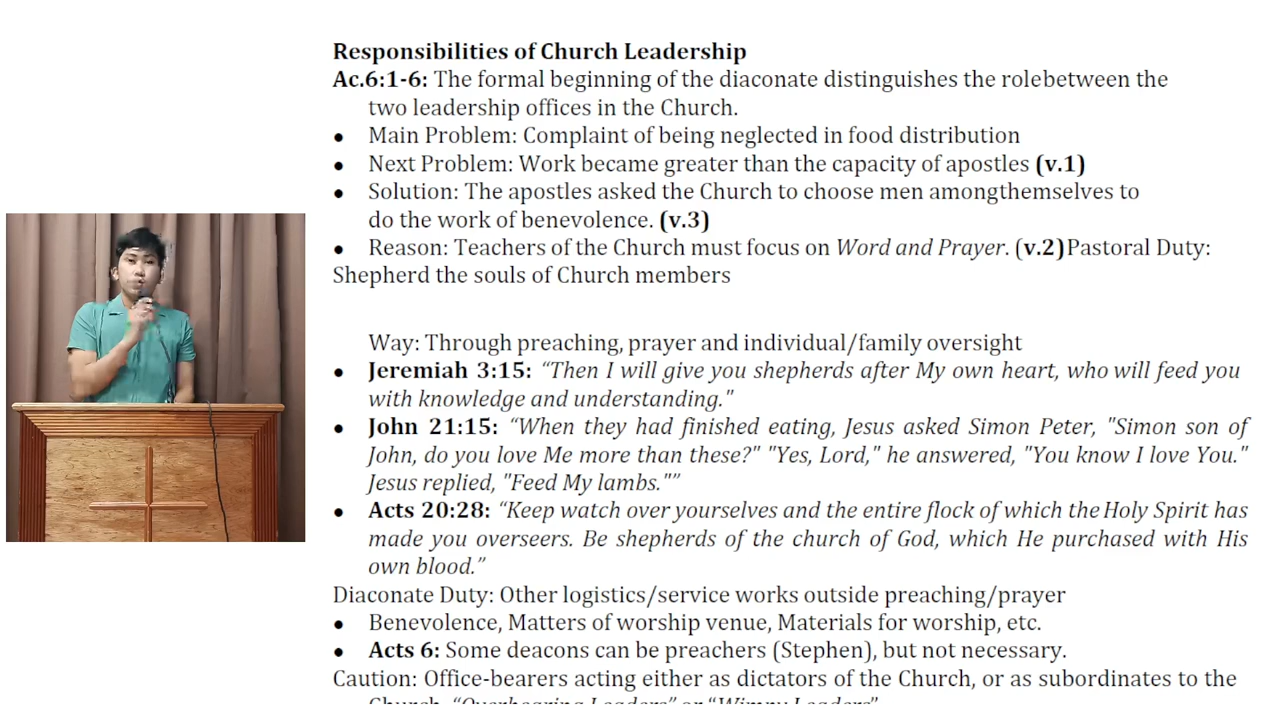 Responsibilities of Church Leadership
Ac.6:1-6: The formal beginning of the diaconate distinguishes the rolebetween the
two leadership offices in the Church.
● Main Problem: Complaint of being neglected in food distribution
● Next Problem: Work became greater than the capacity of apostles (v.1)
● Solution: The apostles asked the Church to choose men amongthemselves to
do the work of benevolence. (v.3)
● Reason: Teachers of the Church must focus on Word and Prayer. (v.2)Pastoral Duty:
Shepherd the souls of Church members
Way: Through preaching, prayer and individual/family oversight
● Jeremiah 3:15: “Then I will give you shepherds after My own heart, who will feed you
with knowledge and understanding."
● John 21:15: “When they had finished eating, Jesus asked Simon Peter, "Simon son of
John, do you love Me more than these?" "Yes, Lord," he answered, "You know I love You."
Jesus replied, "Feed My lambs."”
● Acts 20:28: “Keep watch over yourselves and the entire flock of which the Holy Spirit has
made you overseers. Be shepherds of the church of God, which He purchased with His
own blood.”
Diaconate Duty: Other logistics/service works outside preaching/prayer
● Benevolence, Matters of worship venue, Materials for worship, etc.
● Acts 6: Some deacons can be preachers (Stephen), but not necessary.
Caution: Office-bearers acting either as dictators of the Church, or as subordinates to the
Church. “Overbearing Leaders” or “Wimpy Leaders”